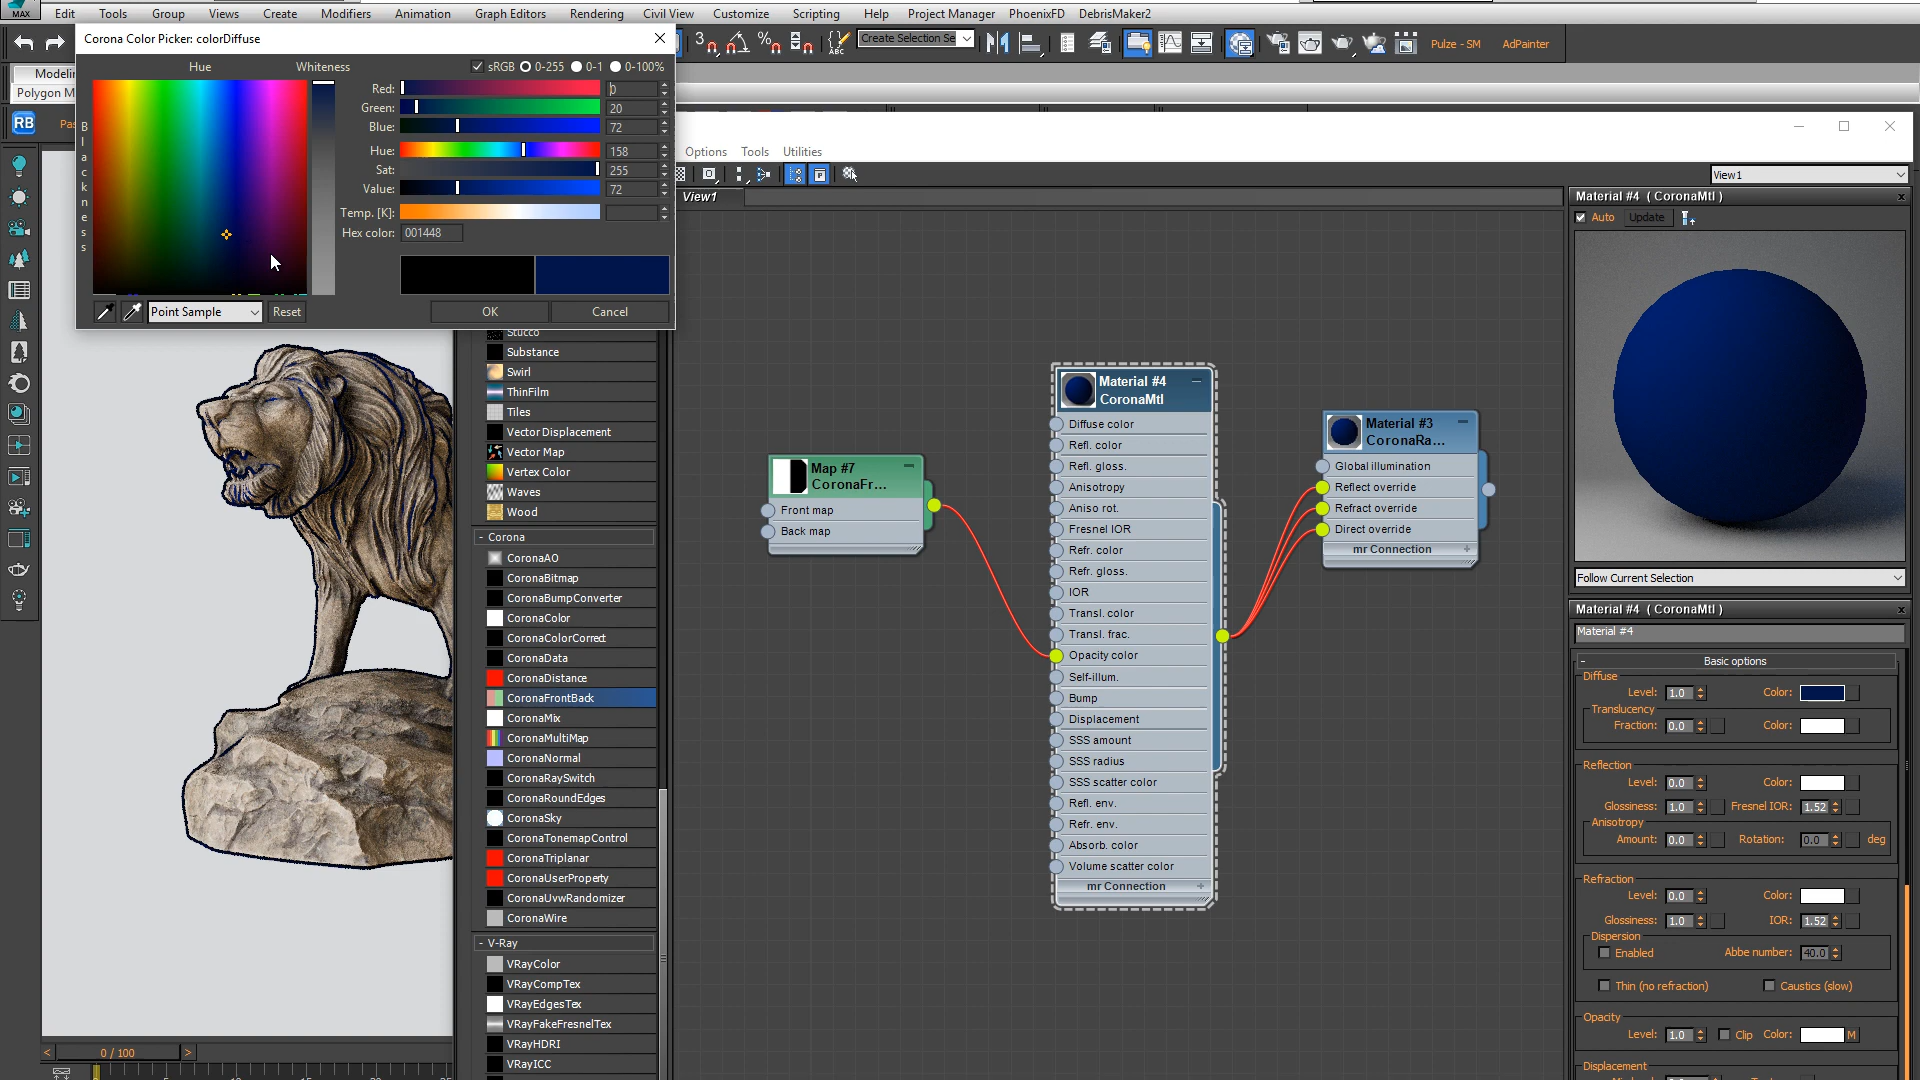 MAX
Edit Tools Group Views Create Modifiers Animation Graph Editors Rendering Civil View Customize Scripting Help Project Manager PhoenixFD DebrisMaker2
Corona Color Picker: colorDiffuse
3
ABC
Create Selection Se
Pulze - SM
AdPainter
Modelin
Polygon M
RB
Pas
Hue
Whiteness
sRGB 0-255 0-1 0-100%
Blackness
Red: 0
Green: 20
Blue: 72
Hue: 158
Sat: 255
Value: 72
Temp. [K]:
Hex color: 001448
Point Sample
Reset
OK
Cancel
Options Tools Utilities
View1
View1
Stucco
Substance
Swirl
ThinFilm
Tiles
Vector Displacement
Vector Map
Vertex Color
Waves
Wood
- Corona
CoronaAO
CoronaBitmap
CoronaBumpConverter
CoronaColor
CoronaColorCorrect
CoronaData
CoronaDistance
CoronaFrontBack
CoronaMix
CoronaMultiMap
CoronaNormal
CoronaRaySwitch
CoronaRoundEdges
CoronaSky
CoronaTonemapControl
CoronaTriplanar
CoronaUserProperty
CoronaUvwRandomizer
CoronaWire
- V-Ray
VRayColor
VRayCompTex
VRayEdgesTex
VRayFakeFresnelTex
VRayHDRI
VRayICC
Map #7
CoronaFr...
Front map
Back map
Material #4
CoronaMtl
Diffuse color
Refl. color
Refl. gloss.
Anisotropy
Aniso rot.
Fresnel IOR
Refr. color
Refr. gloss.
IOR
Transl. color
Transl. frac.
Opacity color
Self-illum.
Bump
Displacement
SSS amount
SSS radius
SSS scatter color
Refl. env.
Refr. env.
Absorb. color
Volume scatter color
mr Connection +
Material #3
CoronaRa...
Global illumination
Reflect override
Refract override
Direct override
mr Connection +
Material #4 ( CoronaMtl ) x
Auto Update
Follow Current Selection
Material #4 ( CoronaMtl ) x
Material #4
- Basic options
Diffuse
Level: 1.0 Color:
Translucency
Fraction: 0.0 Color:
Reflection
Level: 0.0 Color:
Glossiness: 1.0 Fresnel IOR: 1.52
Anisotropy
Amount: 0.0 Rotation: 0.0 deg
Refraction
Level: 0.0 Color:
Glossiness: 1.0 IOR: 1.52
Dispersion
Enabled Abbe number: 40.0
Thin (no refraction) Caustics (slow)
Opacity
Level: 1.0 Clip Color: M
Displacement
< 0 / 100 >